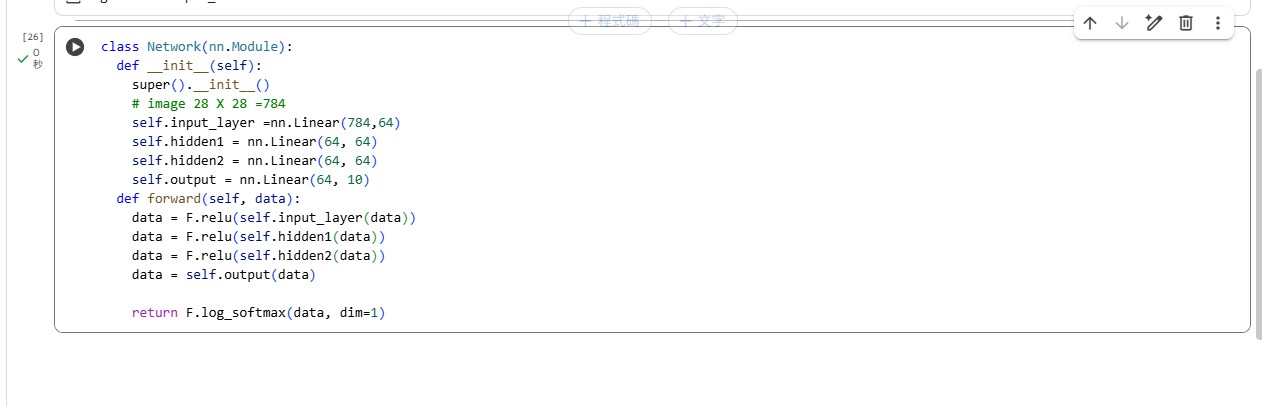 + 程式碼 + 文字
[26]
0
秒
class Network(nn.Module):
  def __init__(self):
    super().__init__()
    # image 28 X 28 =784
    self.input_layer =nn.Linear(784,64)
    self.hidden1 = nn.Linear(64, 64)
    self.hidden2 = nn.Linear(64, 64)
    self.output = nn.Linear(64, 10)
  def forward(self, data):
    data = F.relu(self.input_layer(data))
    data = F.relu(self.hidden1(data))
    data = F.relu(self.hidden2(data))
    data = self.output(data)

    return F.log_softmax(data, dim=1)